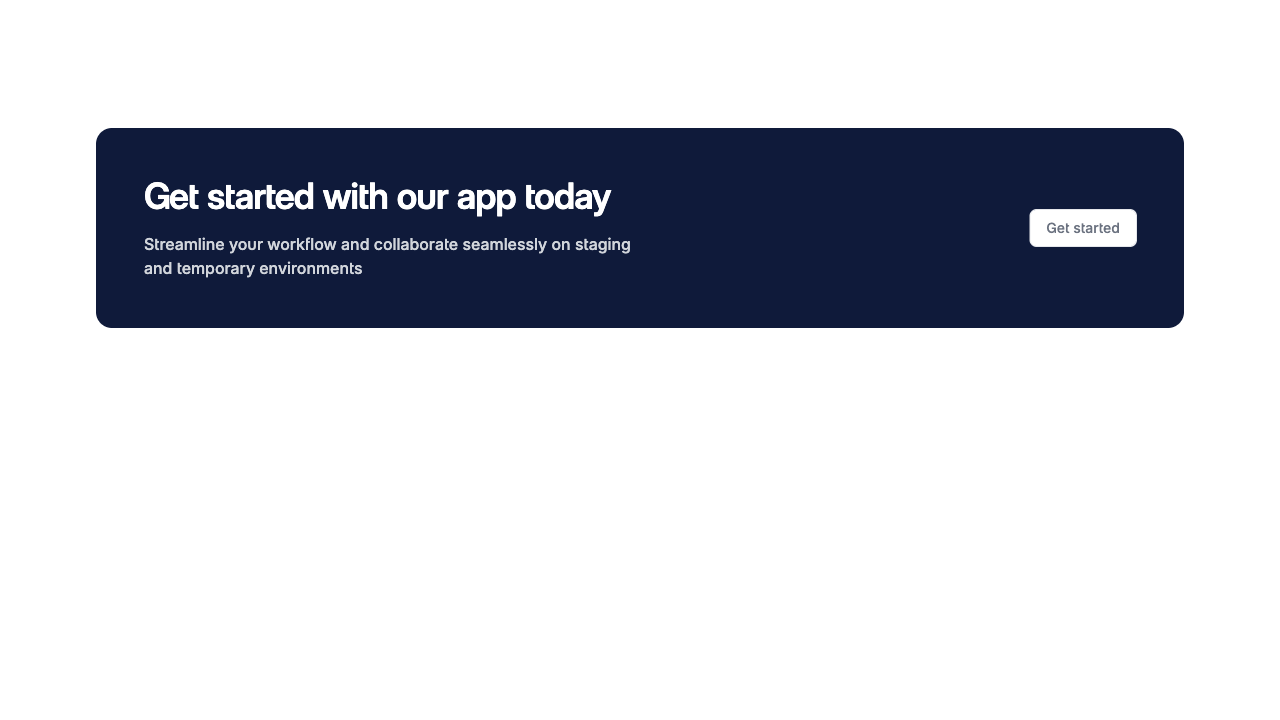 Get started with our app today
Streamline your workflow and collaborate seamlessly on staging
and temporary environments
Get started